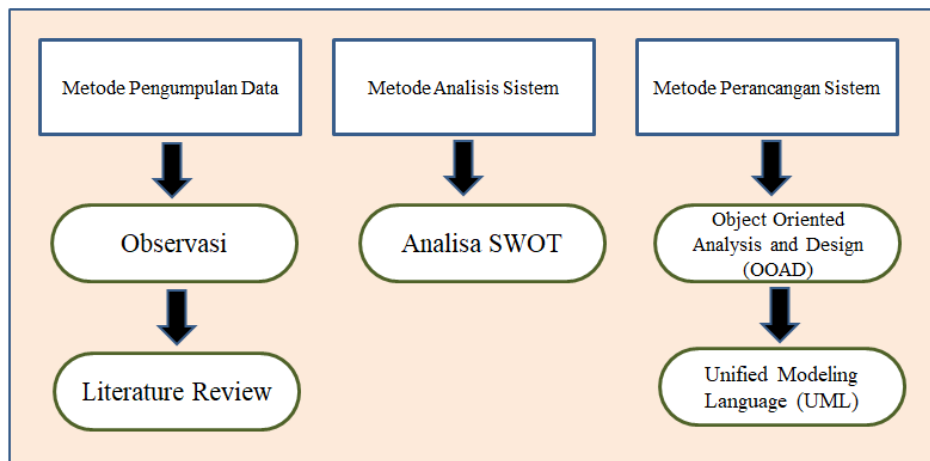 Metode Pengumpulan Data
Metode Analisis Sistem
Metode Perancangan Sistem
Observasi
Analisa SWOT
Object Oriented
Analysis and Design
(OOAD)
Literature Review
Unified Modeling
Language (UML)